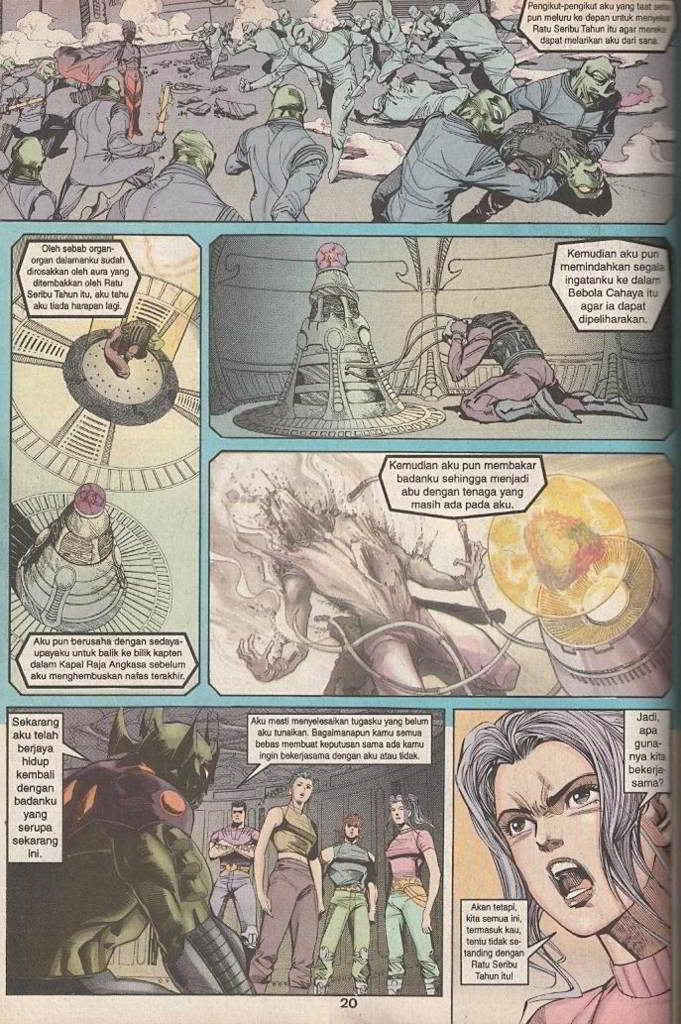 Pengikut-pengikut aku yang taat setia
pun meluru ke depan untuk menyekat
Ratu Seribu Tahun itu agar mereka
dapat melarikan aku dari sana.
Oleh sebab organ-
organ dalamanku sudah
dirosakkan oleh aura yang
ditembakkan oleh Ratu
Seribu Tahun itu, aku tahu
aku tiada harapan lagi.
Kemudian aku pun
memindahkan segala
ingatanku ke dalam
Bebola Cahaya itu
agar ia dapat
dipeliharakan.
Aku pun berusaha dengan sedaya-
upayaku untuk balik ke bilik kapten
dalam Kapal Raja Angkasa sebelum
aku menghembuskan nafas terakhir.
Kemudian aku pun membakar
badanku sehingga menjadi
abu dengan tenaga yang
masih ada pada aku.
Sekarang
aku telah
berjaya
hidup
kembali
dengan
badanku
yang
serupa
sekarang
ini.
Aku mesti menyelesaikan tugasku yang belum
aku tunaikan. Bagaimanapun kamu semua
bebas membuat keputusan sama ada kamu
ingin bekerjasama dengan aku atau tidak.
Jadi,
apa
guna-
nya kita
bekerja-
sama?
Akan tetapi,
kita semua ini,
termasuk kau,
tentu tidak se-
tanding dengan
Ratu Seribu
Tahun itu!
20